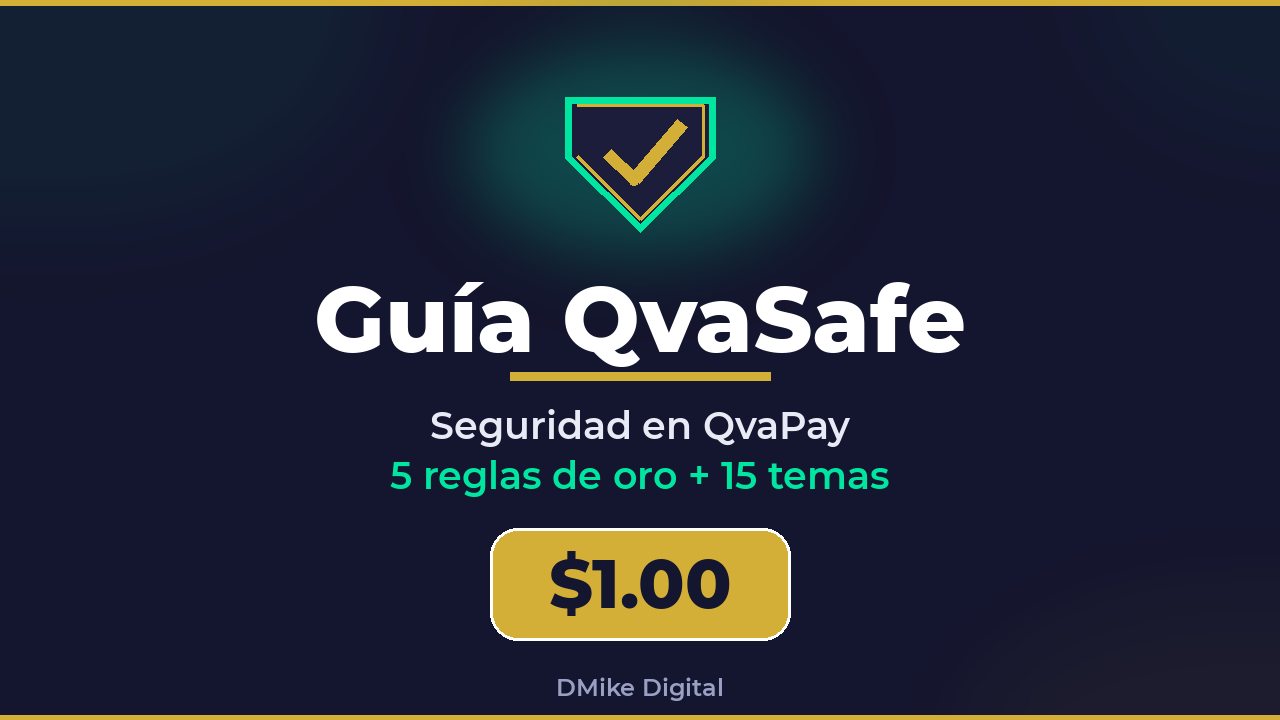 Guía QvaSafe
Seguridad en QvaPay
5 reglas de oro + 15 temas
$1.00
DMike Digital